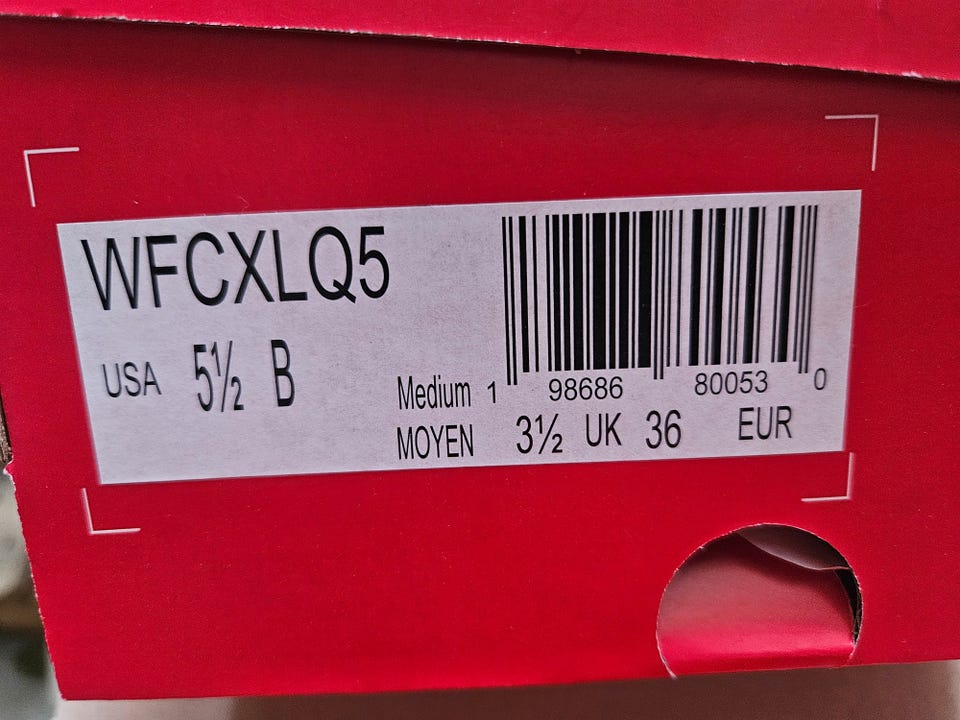 WFCXLQ5
USA 5½ B
1 98686 80053 0
Medium
MOYEN 3½ UK 36 EUR